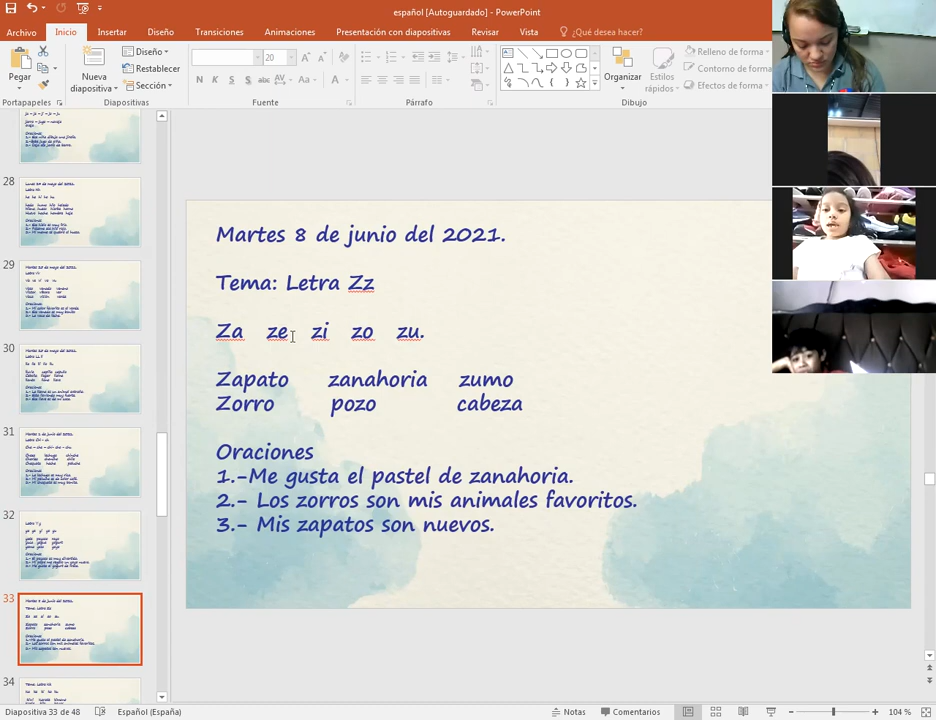 español [Autoguardado] - PowerPoint
Archivo Inicio Insertar Diseño Transiciones Animaciones Presentación con diapositivas Revisar Vista ¿Qué desea hacer?
Pegar
Nueva diapositiva
Diseño
Restablecer
Sección
20
N K S S abc AV Aa A
Organizar
Estilos rápidos
Relleno de forma
Contorno de forma
Efectos de forma
Portapapeles Diapositivas Fuente Párrafo Dibujo
28
29
30
31
32
33
34
Martes 8 de junio del 2021.
Tema: Letra Zz
Za ze zi zo zu.
Zapato zanahoria zumo
Zorro pozo cabeza
Oraciones
1.-Me gusta el pastel de zanahoria.
2.- Los zorros son mis animales favoritos.
3.- Mis zapatos son nuevos.
Diapositiva 33 de 48 Español (España) Notas Comentarios 104 %